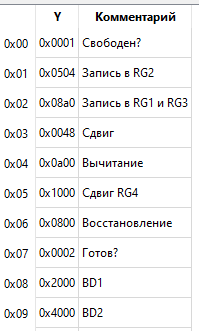 Y Комментарий
0x00 0x0001 Свободен?
0x01 0x0504 Запись в RG2
0x02 0x08a0 Запись в RG1 и RG3
0x03 0x0048 Сдвиг
0x04 0x0a00 Вычитание
0x05 0x1000 Сдвиг RG4
0x06 0x0800 Восстановление
0x07 0x0002 Готов?
0x08 0x2000 BD1
0x09 0x4000 BD2